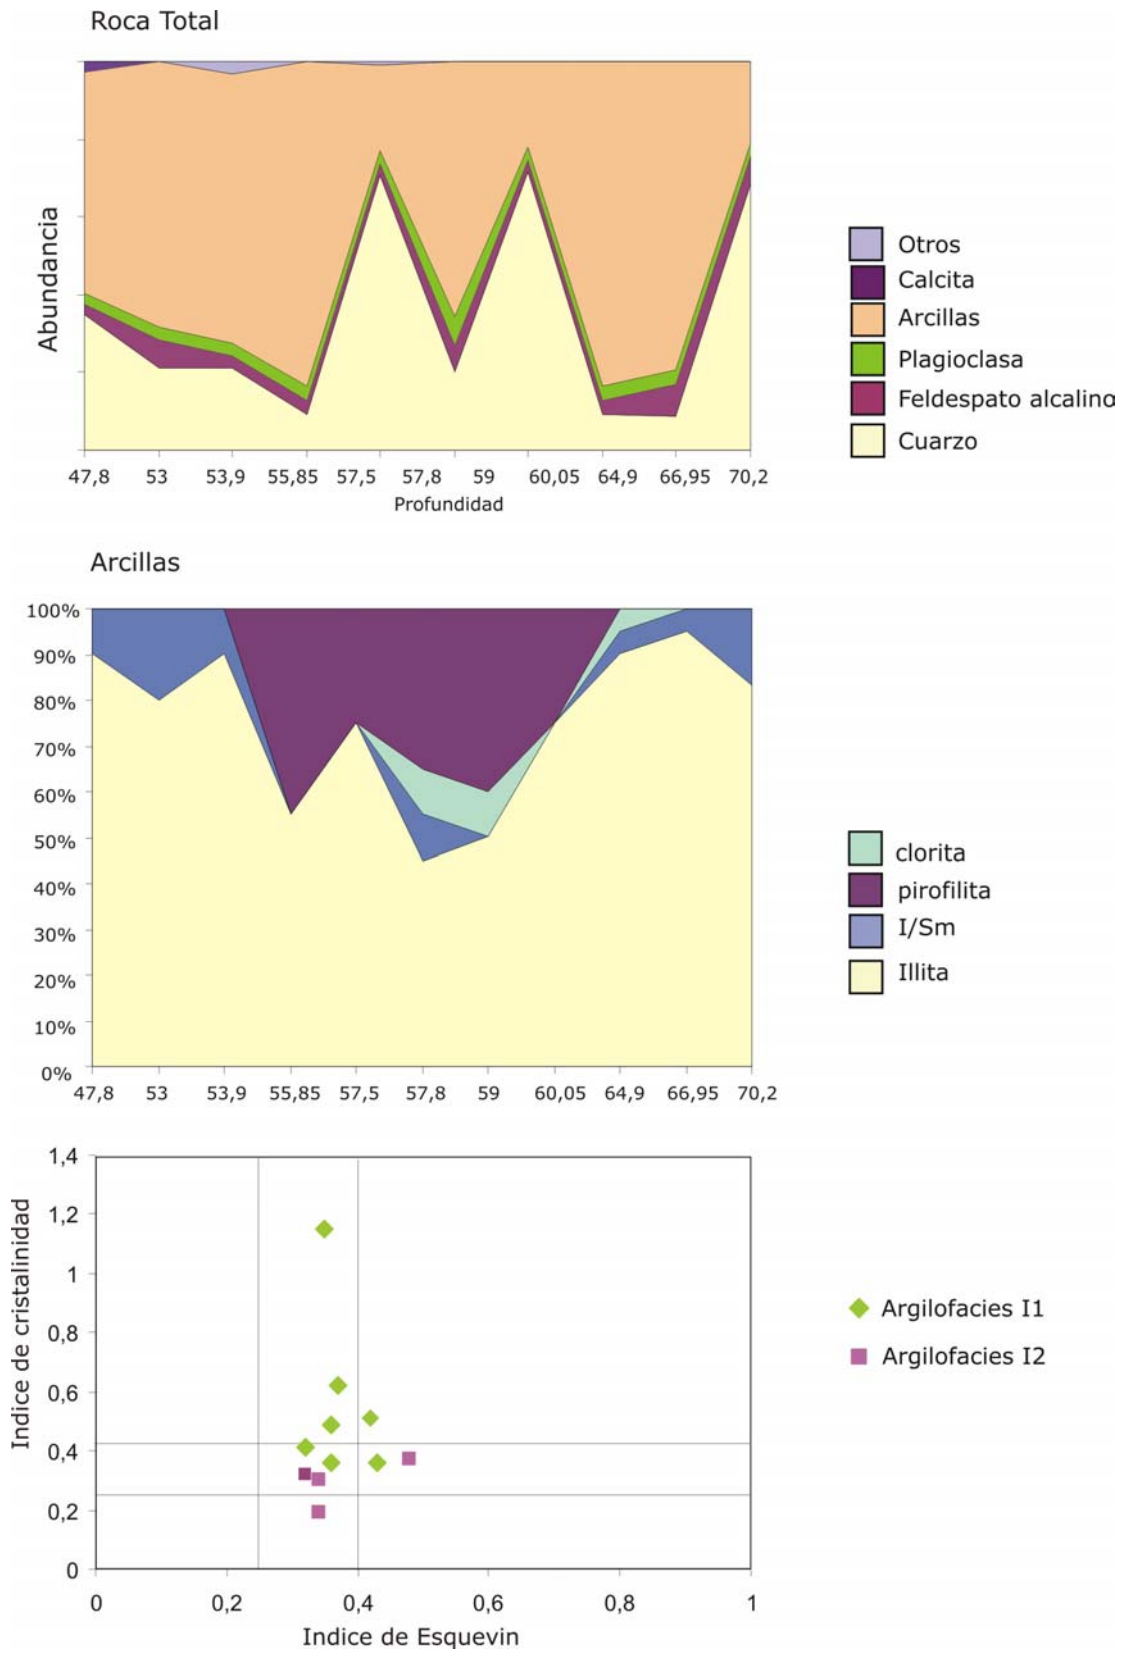 Roca Total
Abundancia
47,8 53 53,9 55,85 57,5 57,8 59 60,05 64,9 66,95 70,2
Profundidad
Otros
Calcita
Arcillas
Plagioclasa
Feldespato alcalino
Cuarzo
Arcillas
100%
90%
80%
70%
60%
50%
40%
30%
20%
10%
0%
47,8 53 53,9 55,85 57,5 57,8 59 60,05 64,9 66,95 70,2
clorita
pirofilita
I/Sm
Illita
Indice de cristalinidad
1,4
1,2
1
0,8
0,6
0,4
0,2
0
0 0,2 0,4 0,6 0,8 1
Indice de Esquevin
Argilofacies I1
Argilofacies I2